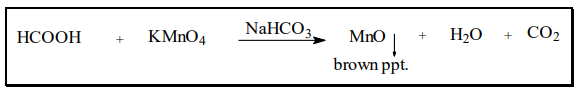 NaHCO3
HCOOH + KMnO4 MnO + H2O + CO2
brown ppt.